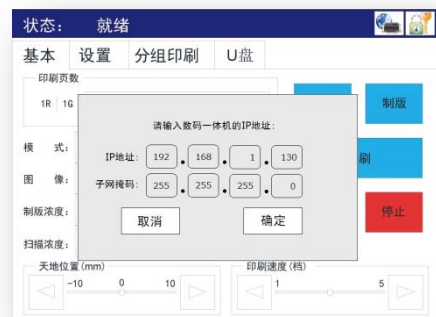 状态： 就绪
基本 设置 分组印刷 U盘
印刷页数
1R 1G
制版
请输入数码一体机的IP地址:
模 式:
IP地址: 192 . 168 . 1 . 130
刷
图 像:
子网掩码: 255 . 255 . 255 . 0
制版浓度:
取消 确定
停止
扫描浓度:
天地位置(mm) 印刷速度(档)
-10 0 10 1 5